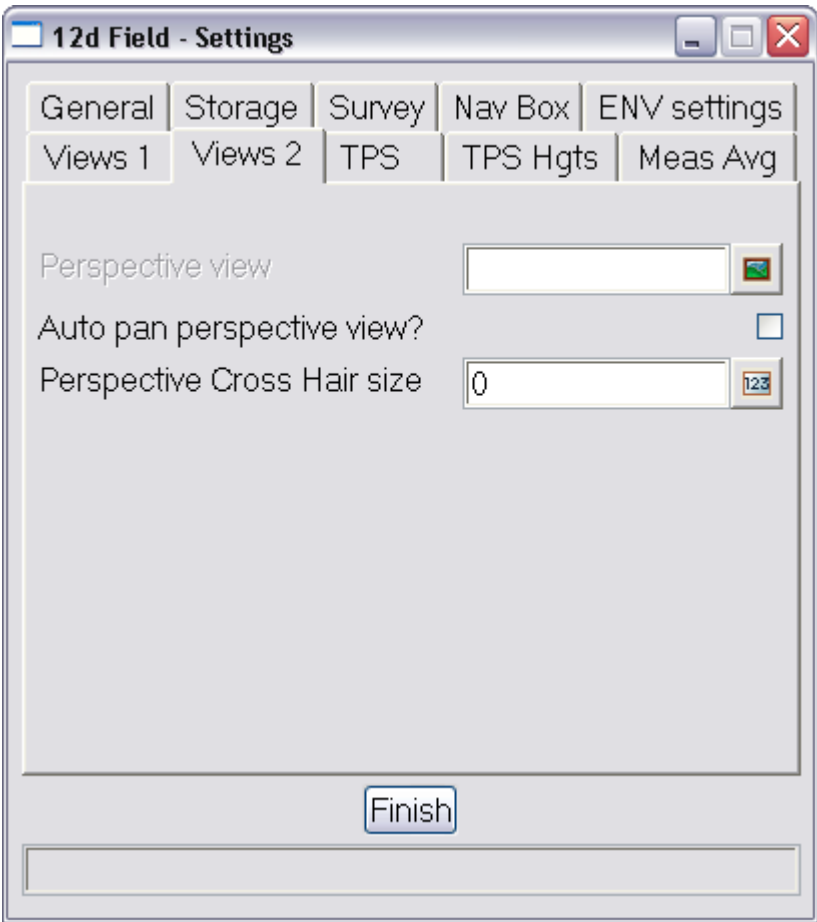 12d Field - Settings
General Storage Survey Nav Box ENV settings
Views 1 Views 2 TPS TPS Hgts Meas Avg
Perspective view
Auto pan perspective view?
Perspective Cross Hair size 0 123
Finish